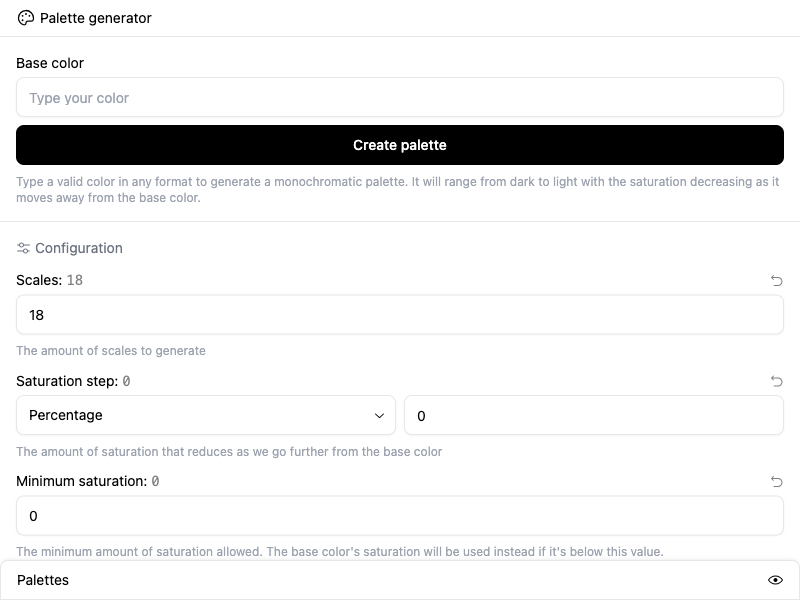 Palette generator
Base color
Type your color
Create palette
Type a valid color in any format to generate a monochromatic palette. It will range from dark to light with the saturation decreasing as it
moves away from the base color.
Configuration
Scales: 18
18
The amount of scales to generate
Saturation step: 0
Percentage 0
The amount of saturation that reduces as we go further from the base color
Minimum saturation: 0
0
The minimum amount of saturation allowed. The base color's saturation will be used instead if it's below this value.
Palettes